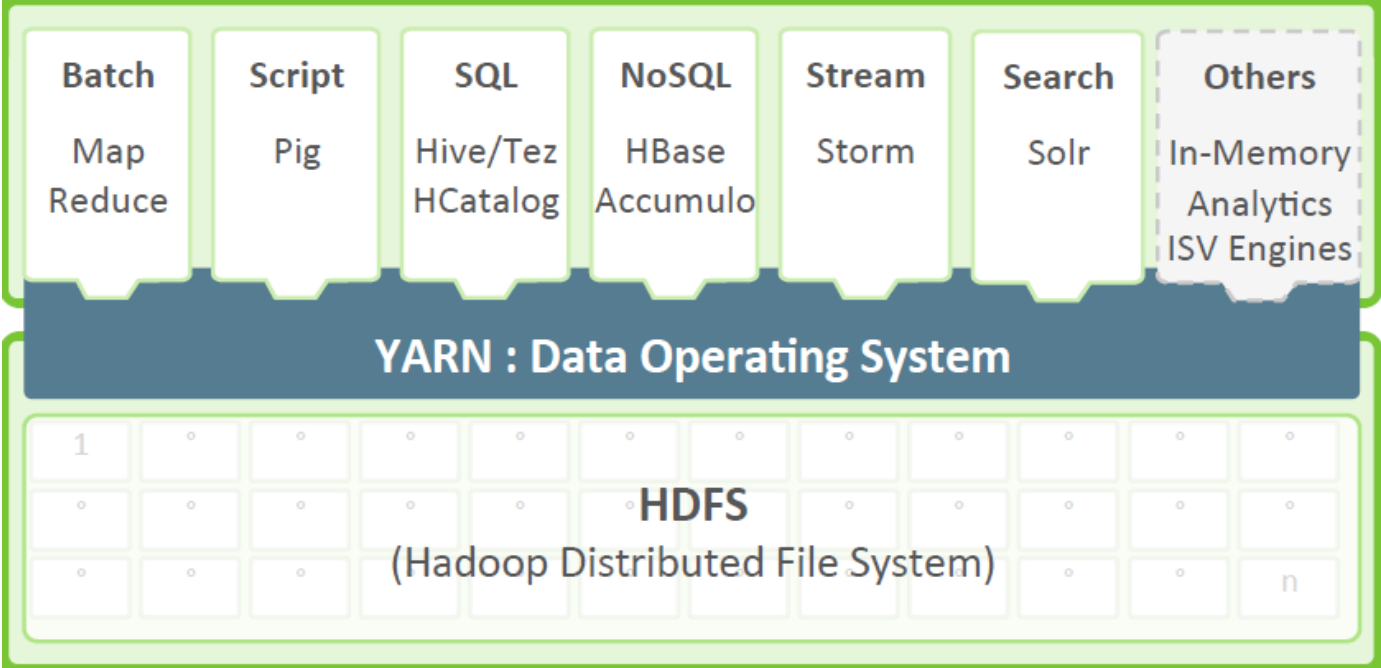 Batch
Map
Reduce
Script
Pig
SQL
Hive/Tez
HCatalog
NoSQL
HBase
Accumulo
Stream
Storm
Search
Solr
Others
In-Memory
Analytics
ISV Engines
YARN : Data Operating System
1
HDFS
(Hadoop Distributed File System)
n